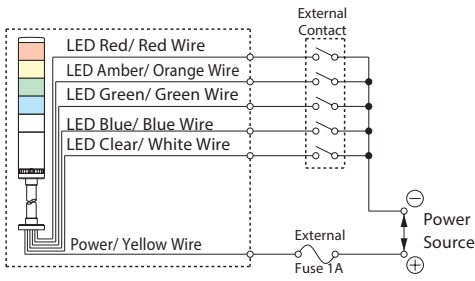 External
Contact
LED Red/ Red Wire
LED Amber/ Orange Wire
LED Green/ Green Wire
LED Blue/ Blue Wire
LED Clear/ White Wire
Power/ Yellow Wire
External
Fuse 1A
−
Power
Source
+